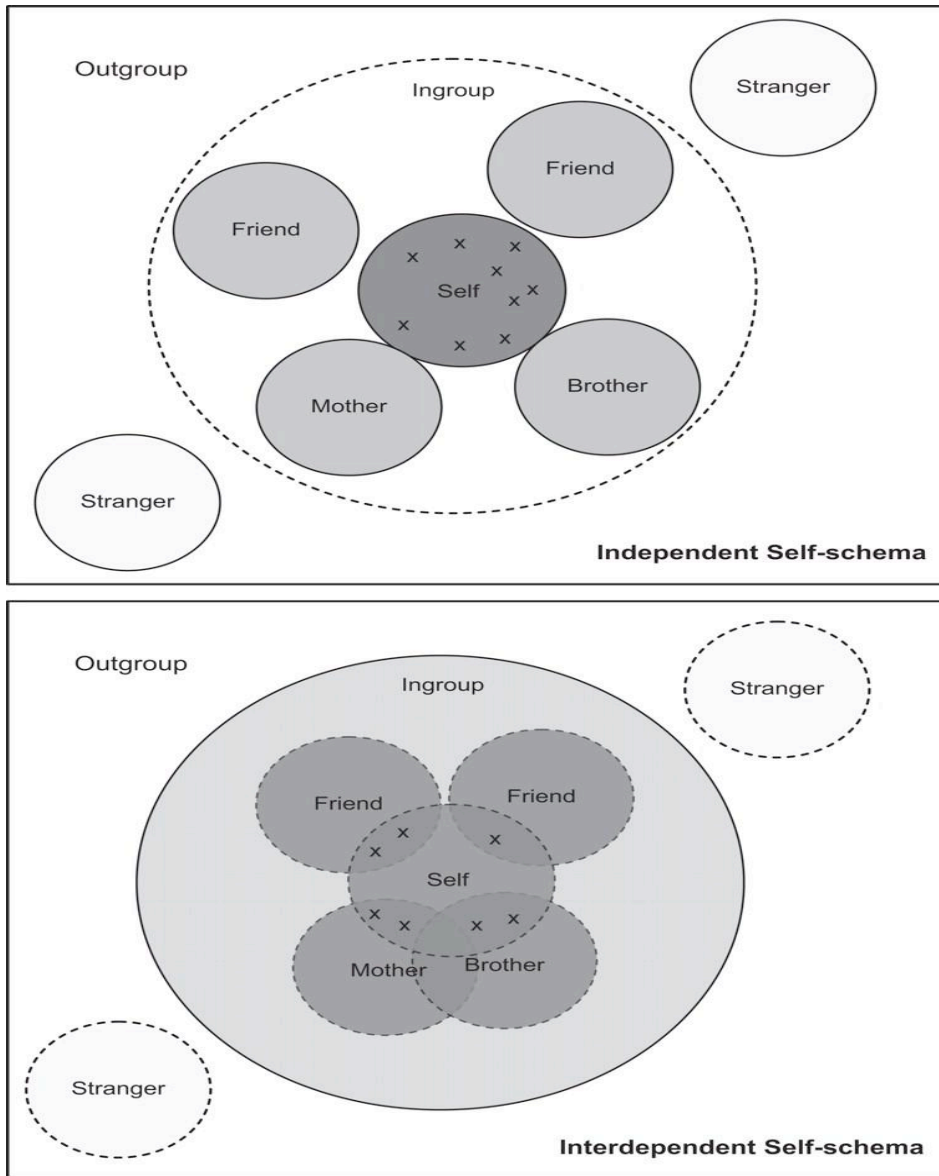 Outgroup
Ingroup
Stranger
Friend
Friend
x x x
x
Self x
x
x x x
Mother
Brother
Stranger
Independent Self-schema
Outgroup
Ingroup
Stranger
Friend
Friend
x
x x
Self
x x x x
Mother
Brother
Stranger
Interdependent Self-schema